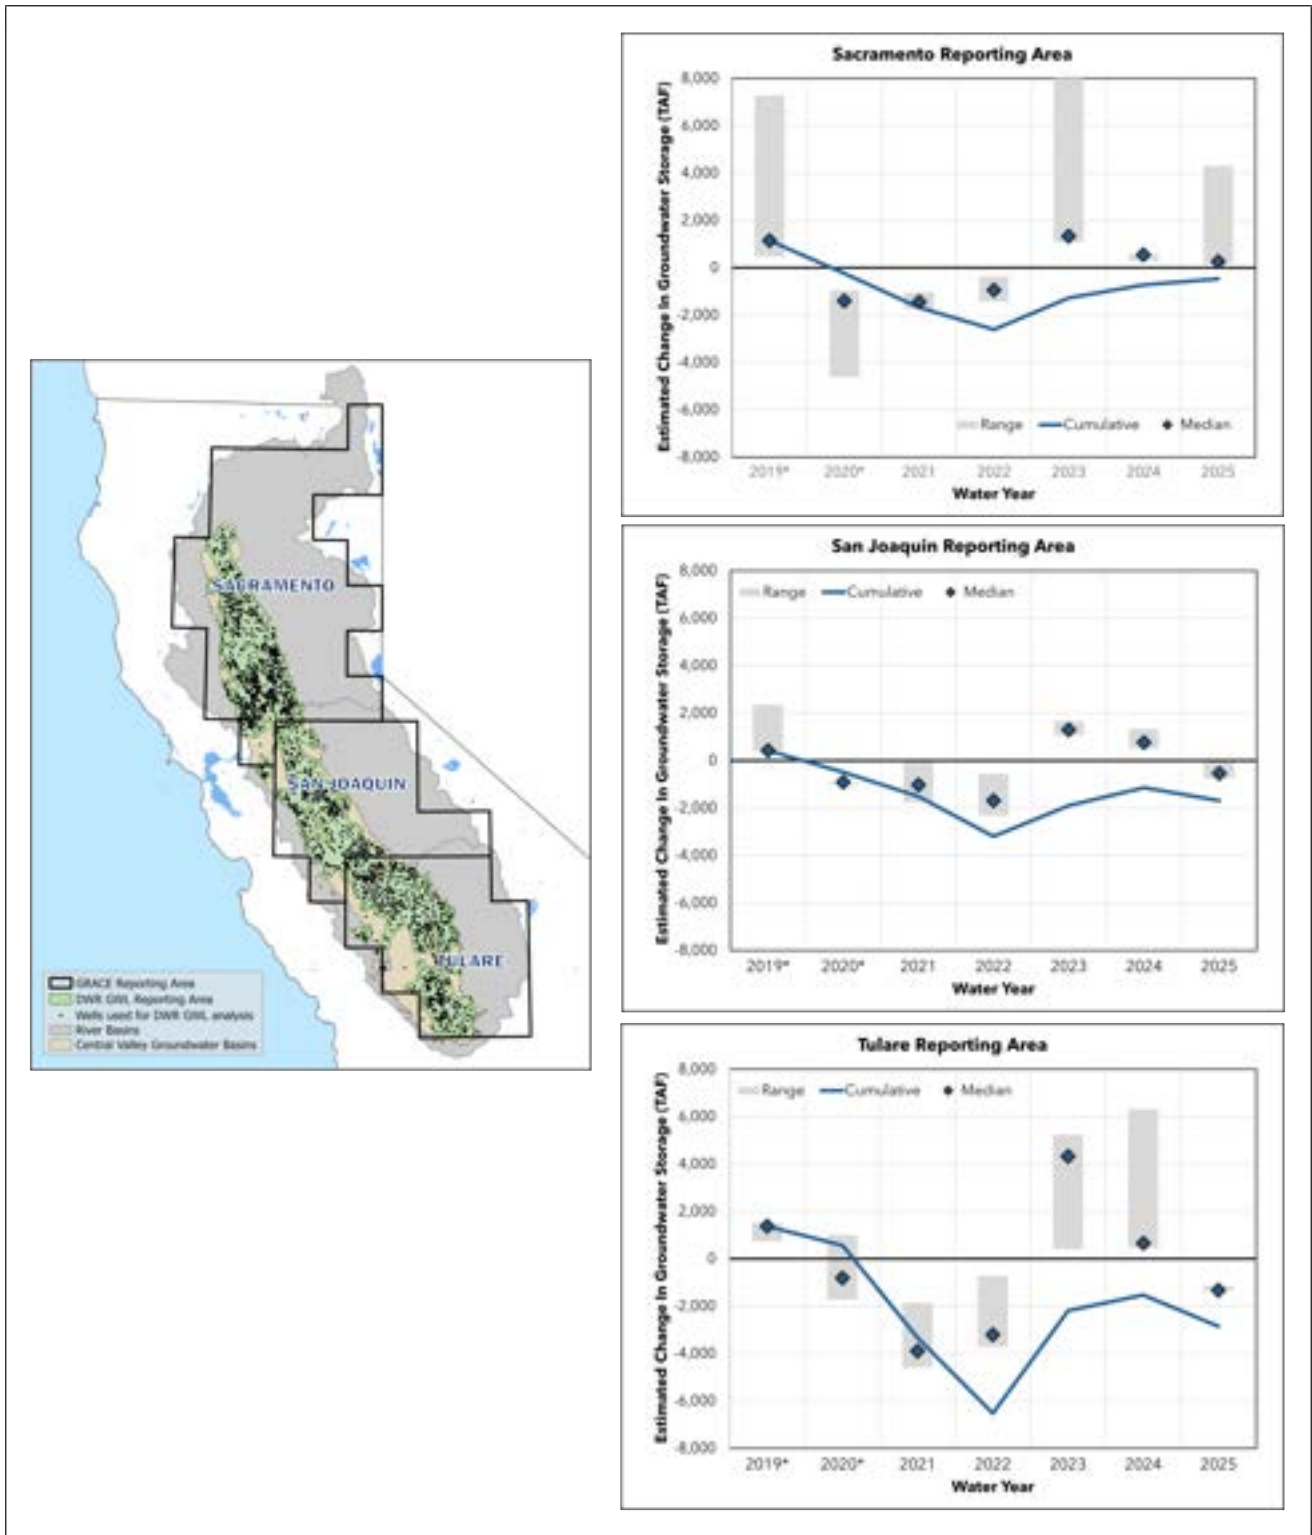 SACRAMENTO
SAN JOAQUIN
TULARE
GRACE Reporting Area
DWR GWL Reporting Area
Wells used for DWR GWL analysis
River Basins
Central Valley Groundwater Basins
Sacramento Reporting Area
Estimated Change In Groundwater Storage (TAF)
8,000
6,000
4,000
2,000
0
-2,000
-4,000
-6,000
-8,000
Range Cumulative Median
2019* 2020* 2021 2022 2023 2024 2025
Water Year
San Joaquin Reporting Area
Estimated Change In Groundwater Storage (TAF)
8,000
Range Cumulative Median
6,000
4,000
2,000
0
-2,000
-4,000
-6,000
-8,000
2019* 2020* 2021 2022 2023 2024 2025
Water Year
Tulare Reporting Area
Estimated Change In Groundwater Storage (TAF)
8,000
Range Cumulative Median
6,000
4,000
2,000
0
-2,000
-4,000
-6,000
-8,000
2019* 2020* 2021 2022 2023 2024 2025
Water Year